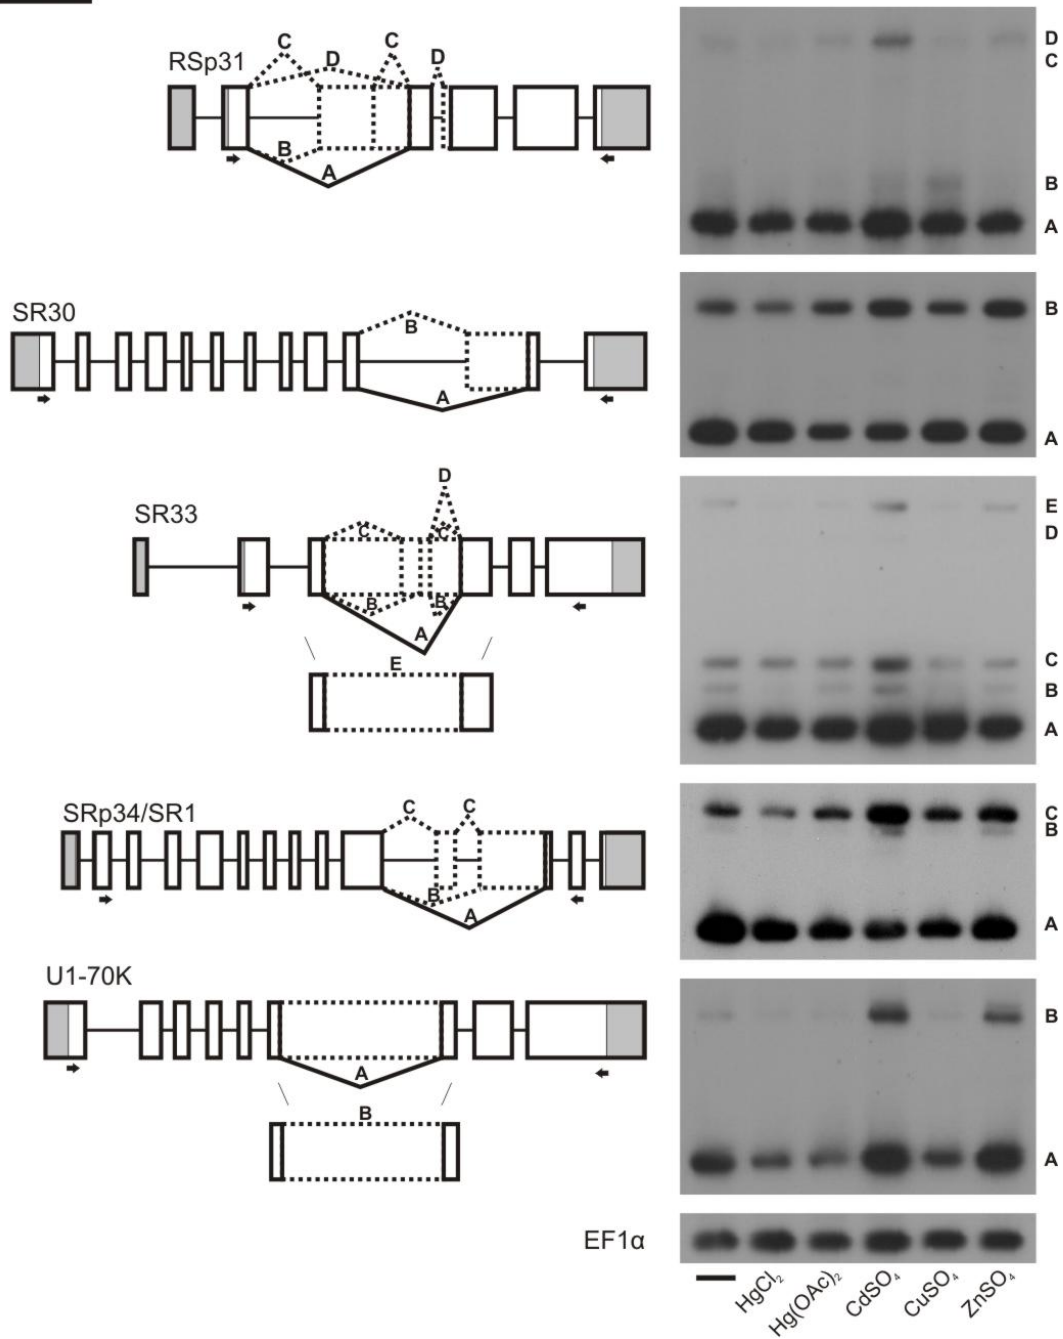 RSp31
C
C
D
D
B
A
D
C
B
A
SR30
B
A
B
A
SR33
D
C
C
B
B
A
E
E
D
C
B
A
SRp34/SR1
C
C
B
A
C
B
A
U1-70K
A
B
B
A
EF1α
HgCl₂
Hg(OAc)₂
CdSO₄
CuSO₄
ZnSO₄